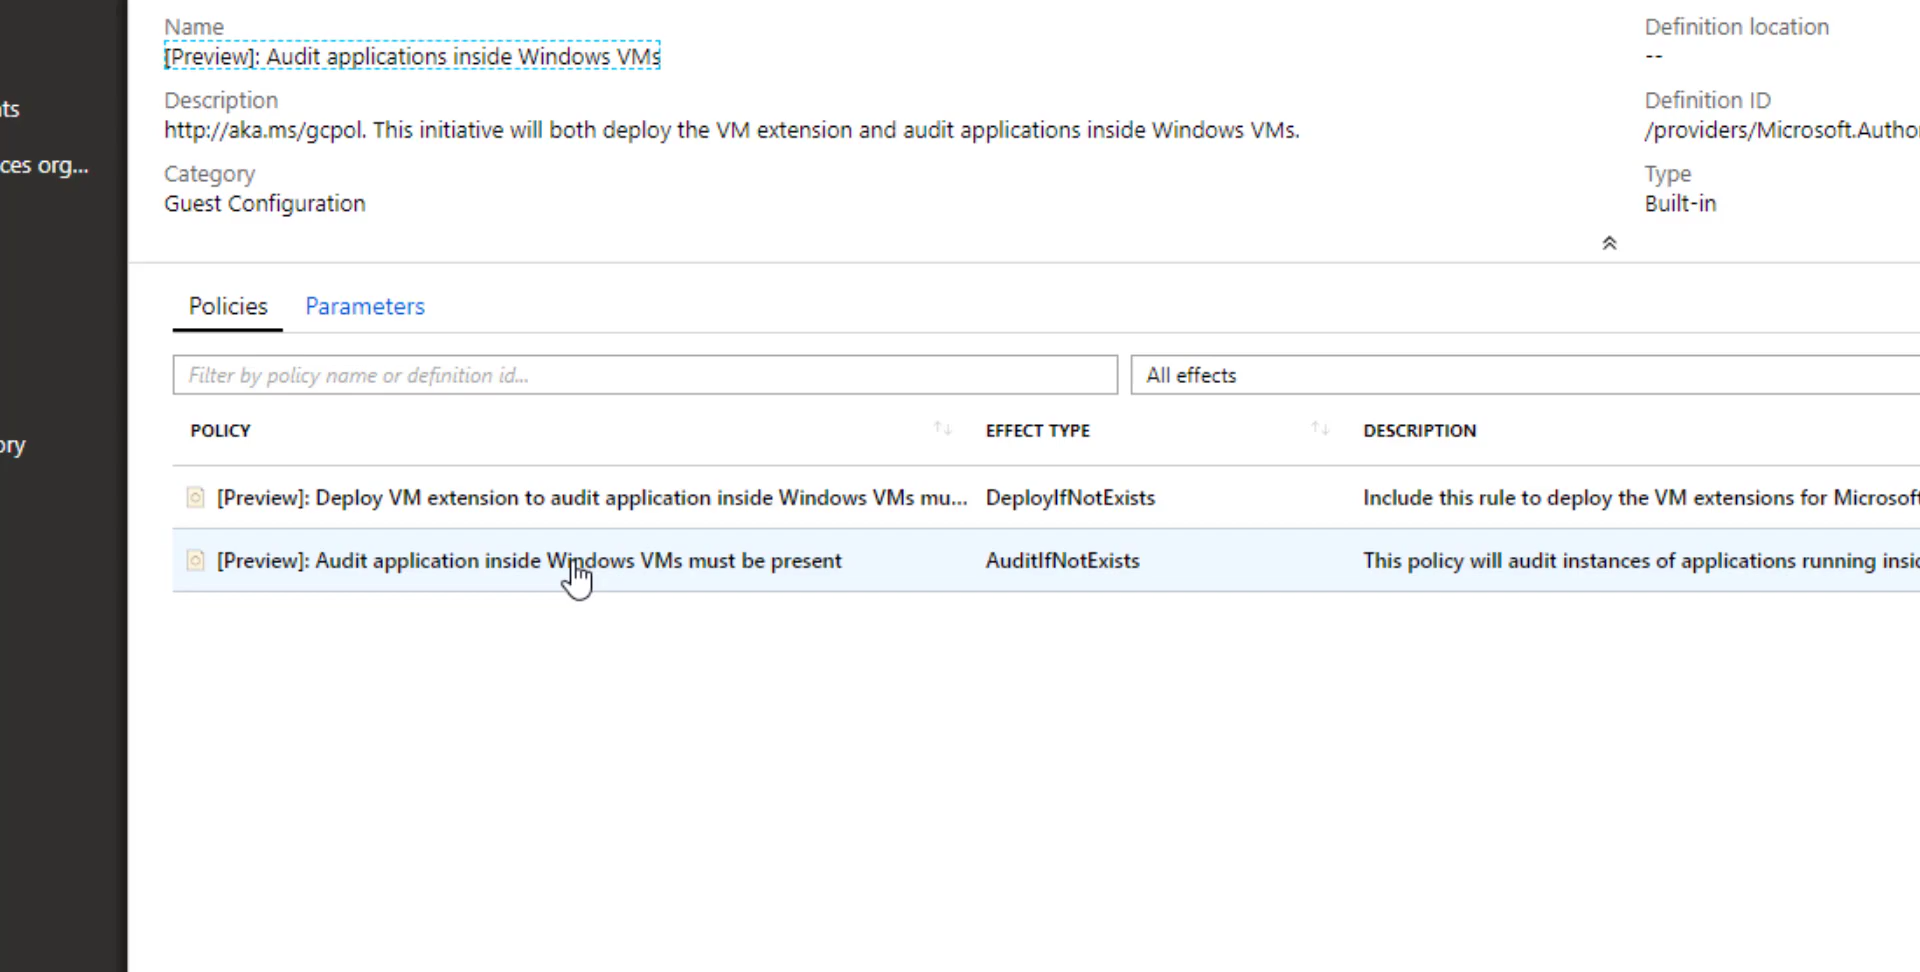 Name
[Preview]: Audit applications inside Windows VMs
Description
http://aka.ms/gcpol. This initiative will both deploy the VM extension and audit applications inside Windows VMs.
Category
Guest Configuration
Definition location
--
Definition ID
/providers/Microsoft.Author
Type
Built-in
nts
ces org...
ory
Policies Parameters
Filter by policy name or definition id...
All effects
POLICY EFFECT TYPE DESCRIPTION
[Preview]: Deploy VM extension to audit application inside Windows VMs mu... DeployIfNotExists Include this rule to deploy the VM extensions for Microsoft
[Preview]: Audit application inside Windows VMs must be present AuditIfNotExists This policy will audit instances of applications running insid